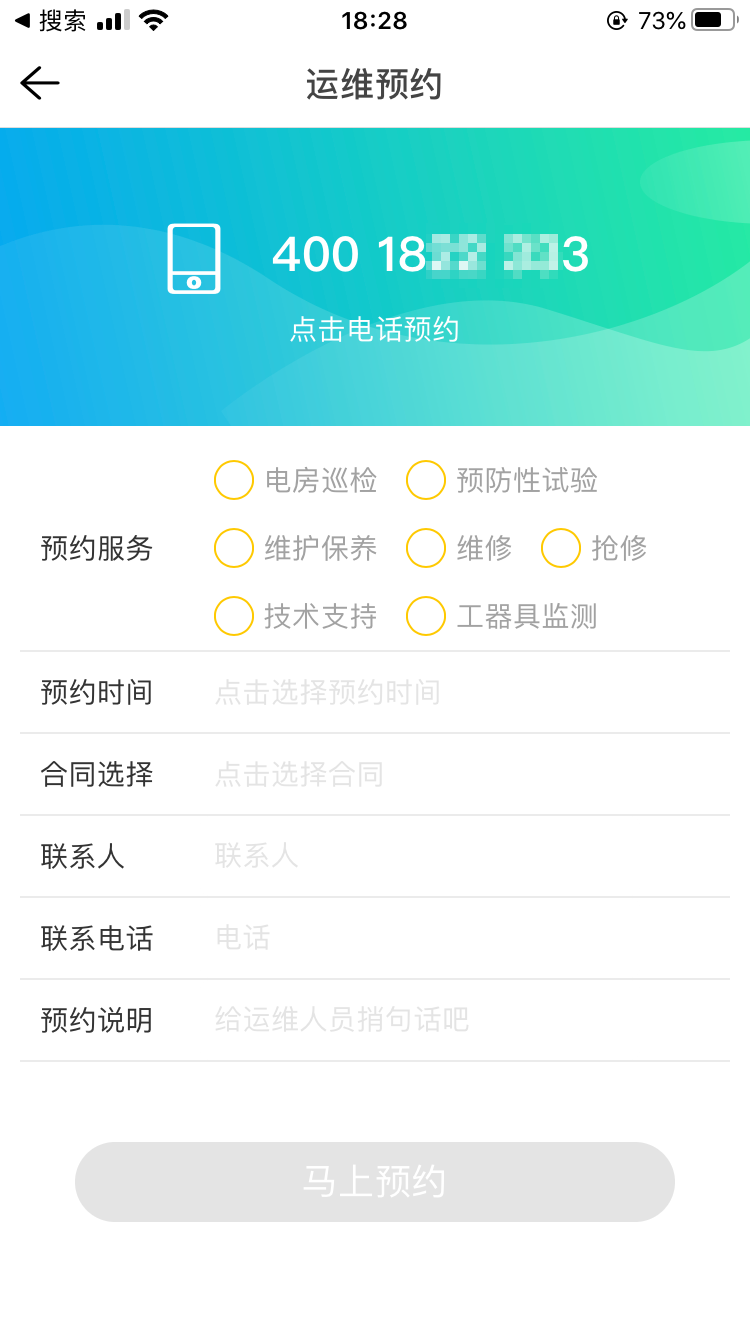 搜索 18:28 73%
运维预约
400 18 3
点击电话预约
电房巡检 预防性试验
预约服务 维护保养 维修 抢修
技术支持 工器具监测
预约时间 点击选择预约时间
合同选择 点击选择合同
联系人 联系人
联系电话 电话
预约说明 给运维人员捎句话吧
马上预约